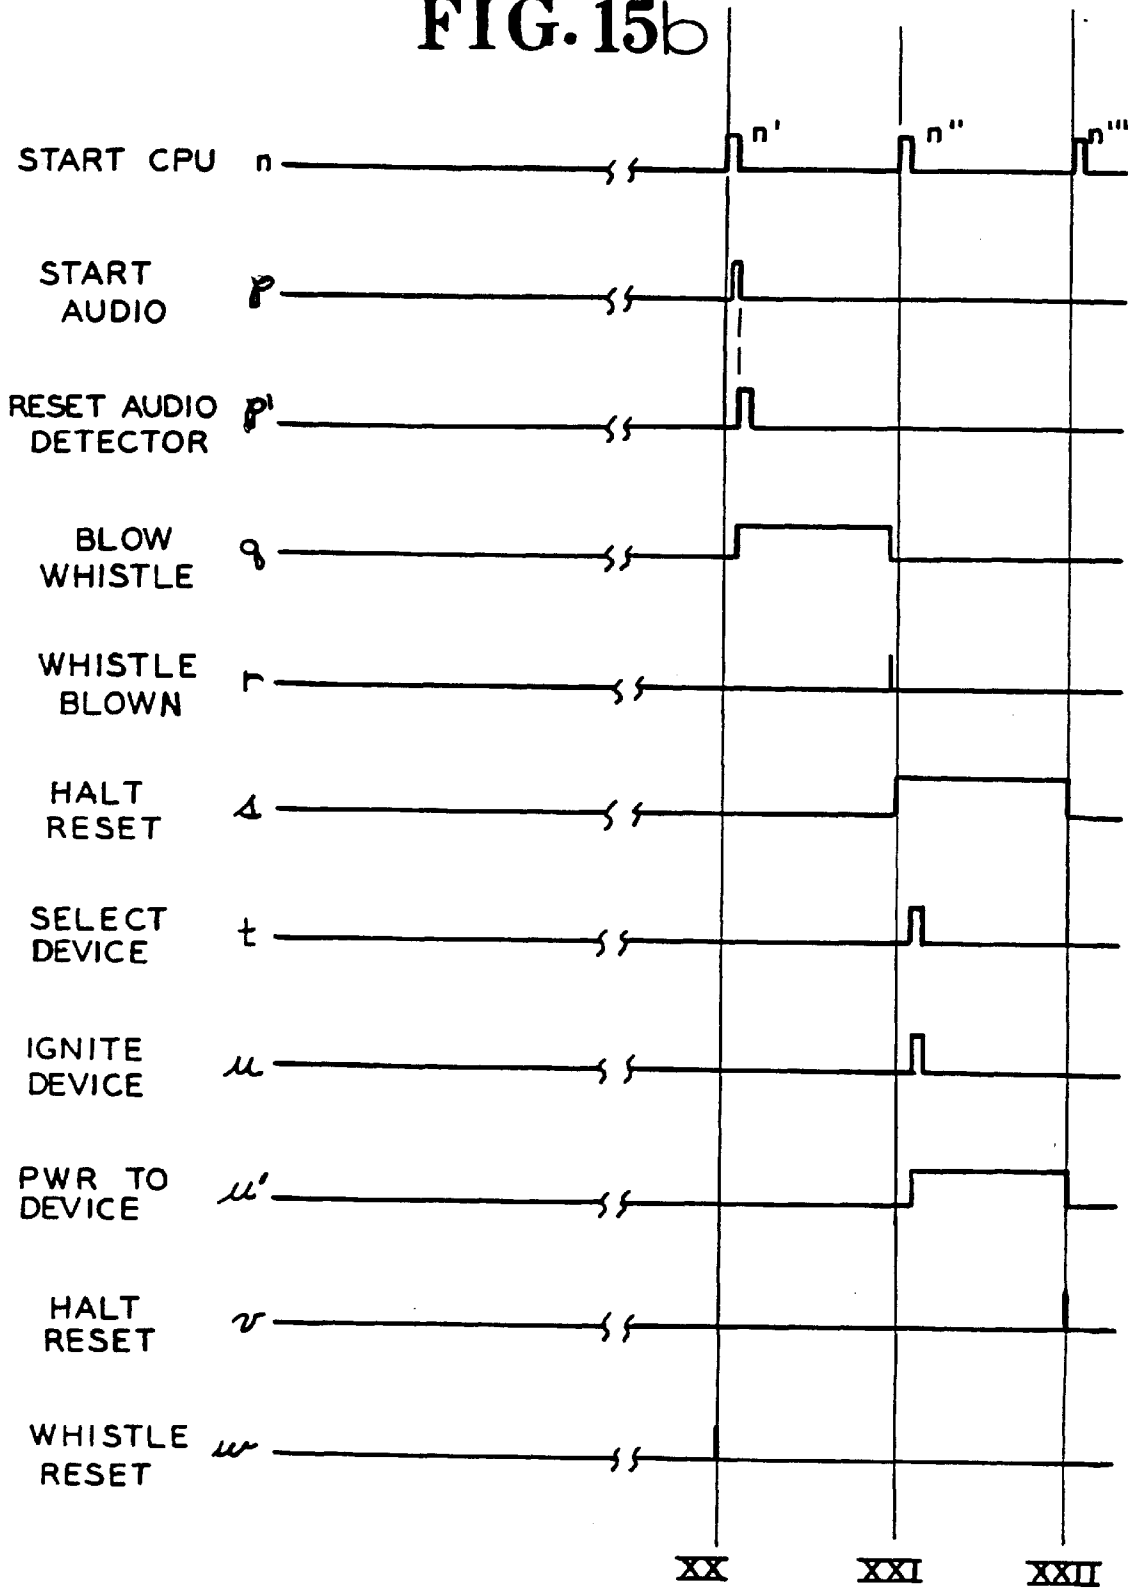 FIG. 15b
n' n'' n'''
START CPU n
START
AUDIO p
RESET AUDIO p'
DETECTOR
BLOW
WHISTLE q
WHISTLE
BLOWN r
HALT
RESET s
SELECT
DEVICE t
IGNITE
DEVICE u
PWR TO
DEVICE u'
HALT
RESET v
WHISTLE
RESET w
XX XXI XXII